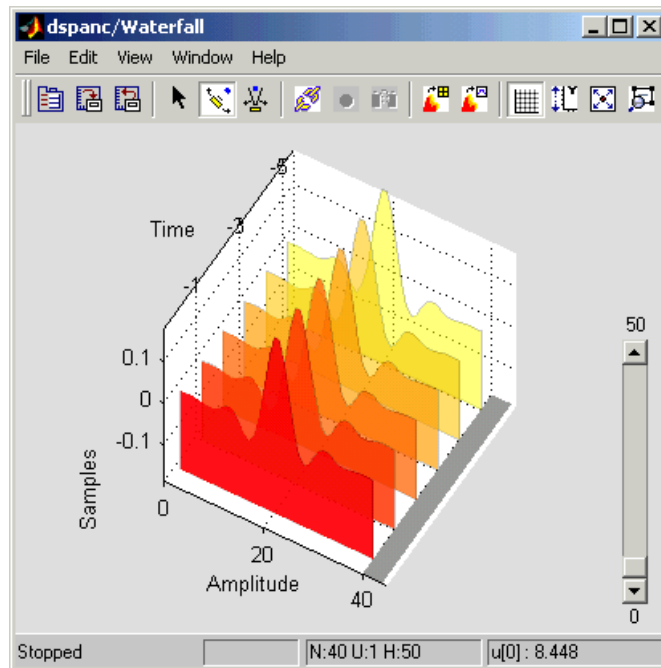 dspanc/Waterfall
File Edit View Window Help
-5
Time
-3
-1
0.1
0
-0.1
Samples
0
20
Amplitude
40
50
0
Stopped
N:40 U:1 H:50
u[0] : 8.448